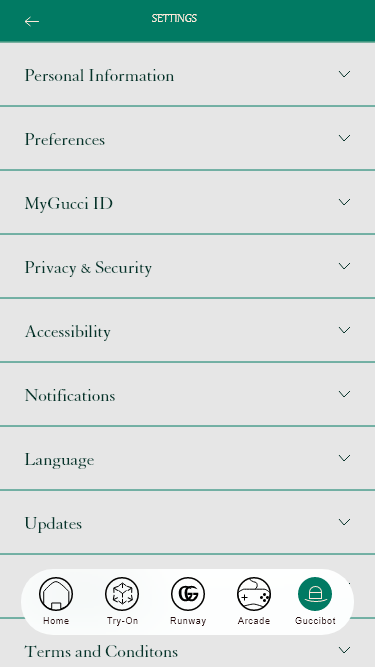 SETTINGS
Personal Information
Preferences
MyGucci ID
Privacy & Security
Accessibility
Notifications
Language
Updates
Home Try-On Runway Arcade Guccibot
Terms and Conditons